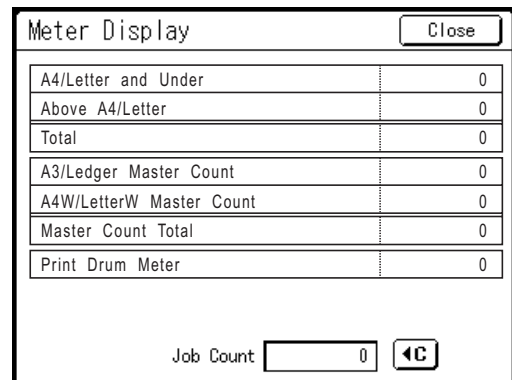 Meter Display Close
A4/Letter and Under 0
Above A4/Letter 0
Total 0
A3/Ledger Master Count 0
A4W/LetterW Master Count 0
Master Count Total 0
Print Drum Meter 0
Job Count 0 ◀C